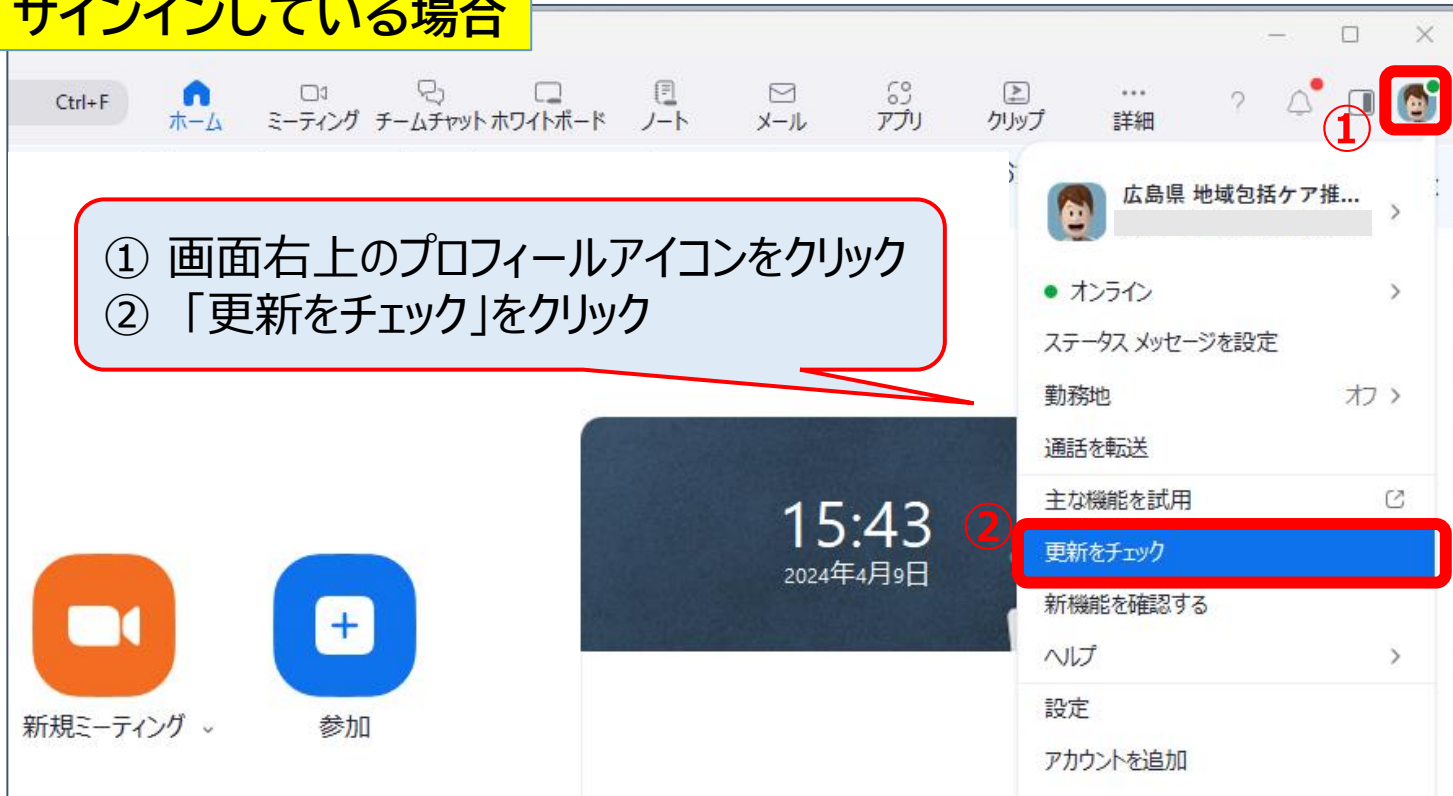 サインインしている場合
Ctrl+F
ホーム
ミーティング
チームチャット
ホワイトボード
ノート
メール
アプリ
クリップ
詳細
①
広島県 地域包括ケア推...
① 画面右上のプロフィールアイコンをクリック
② 「更新をチェック」をクリック
オンライン
ステータス メッセージを設定
勤務地 オフ
通話を転送
主な機能を試用
②
更新をチェック
新機能を確認する
ヘルプ
設定
アカウントを追加
15:43
2024年4月9日
新規ミーティング
参加